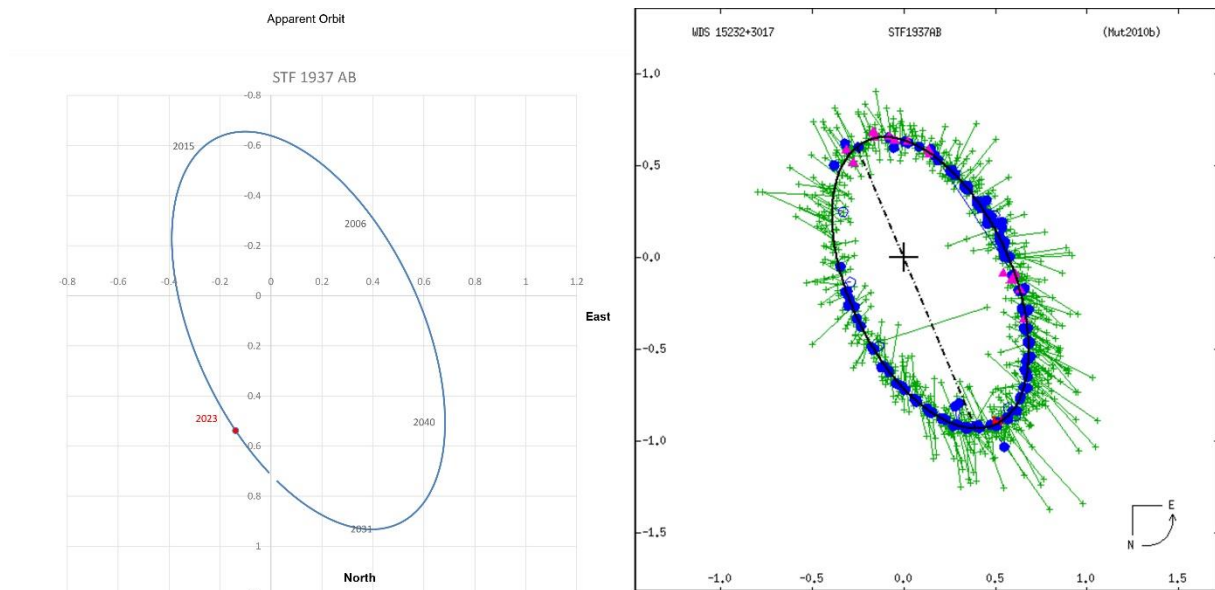 Apparent Orbit
STF 1937 AB
-0.8
-0.8 -0.6 -0.4 -0.2 0 0.2 0.4 0.6 0.8 1 1.2
-0.6
-0.4
-0.2
0
0.2
0.4
0.6
0.8
1
2015
2006
East
2023
2040
2031
North
WDS 15232+3017 STF1937AB (Mut2010b)
1.0
0.5
0.0
-0.5
-1.0
-1.5
-1.0 -0.5 0.0 0.5 1.0 1.5
E
N